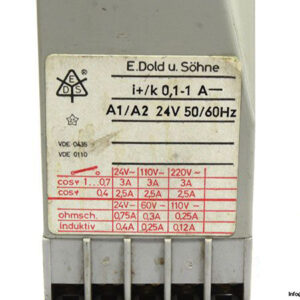 E.Dold u. Söhne
E D S
i+/k 0,1-1 A⎓
A1/A2 24V 50/60Hz
VDE 0435
VDE 0110
24V~ 110V~ 220V~
cosφ 1...0,7 3A 3A 3A
cosφ 0,4 2,5A 2,5A 2,5A
24V⎓ 60V⎓ 110V⎓
ohmsch. 0,75A 0,3A 0,25A
induktiv 0,4A 0,25A 0,12A